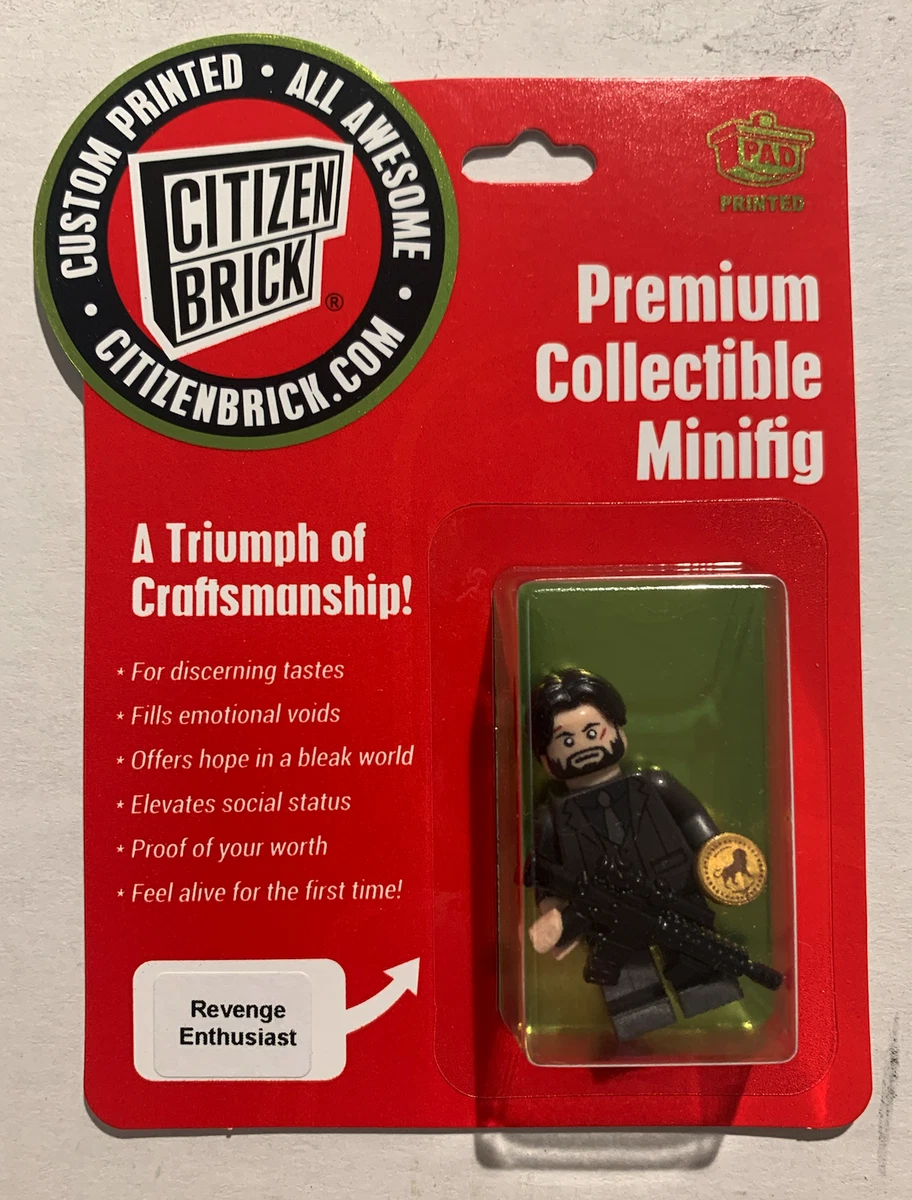 CUSTOM PRINTED • ALL AWESOME • CITIZENBRICK.COM •
CITIZEN
BRICK®
PAD
PRINTED
Premium
Collectible
Minifig
A Triumph of
Craftsmanship!
* For discerning tastes
* Fills emotional voids
* Offers hope in a bleak world
* Elevates social status
* Proof of your worth
* Feel alive for the first time!
Revenge
Enthusiast